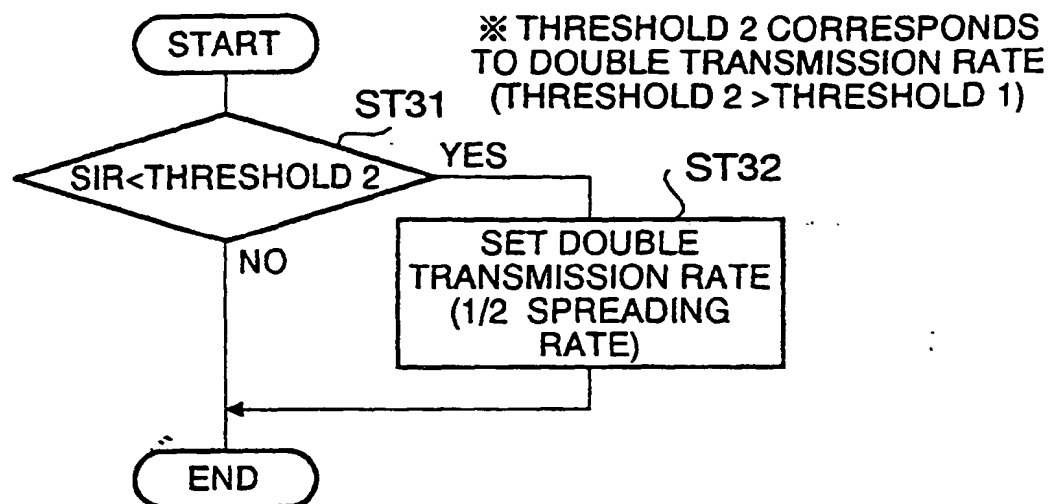 START
※ THRESHOLD 2 CORRESPONDS
TO DOUBLE TRANSMISSION RATE
(THRESHOLD 2 >THRESHOLD 1)
ST31
SIR<THRESHOLD 2
YES
ST32
NO
SET DOUBLE
TRANSMISSION RATE
(1/2 SPREADING
RATE)
END